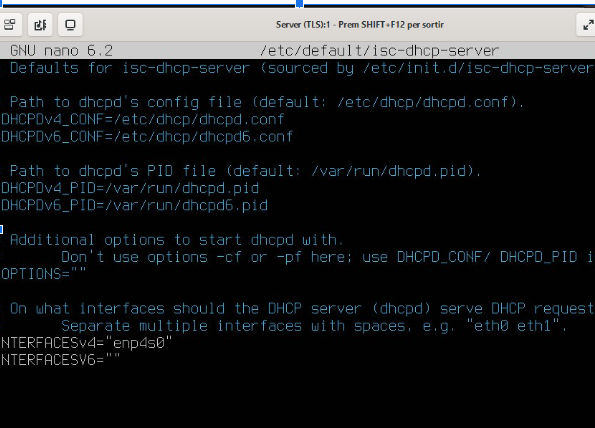 Server (TLS):1 - Prem SHIFT+F12 per sortir
GNU nano 6.2 /etc/default/isc-dhcp-server
Defaults for isc-dhcp-server (sourced by /etc/init.d/isc-dhcp-server
Path to dhcpd's config file (default: /etc/dhcp/dhcpd.conf).
DHCPDv4_CONF=/etc/dhcp/dhcpd.conf
DHCPDv6_CONF=/etc/dhcp/dhcpd6.conf
Path to dhcpd's PID file (default: /var/run/dhcpd.pid).
DHCPDv4_PID=/var/run/dhcpd.pid
DHCPDv6_PID=/var/run/dhcpd6.pid
Additional options to start dhcpd with.
Don't use options -cf or -pf here; use DHCPD_CONF/ DHCPD_PID i
OPTIONS=""
On what interfaces should the DHCP server (dhcpd) serve DHCP request
Separate multiple interfaces with spaces, e.g. "eth0 eth1".
NTERFACESv4="enp4s0"
NTERFACESV6=""